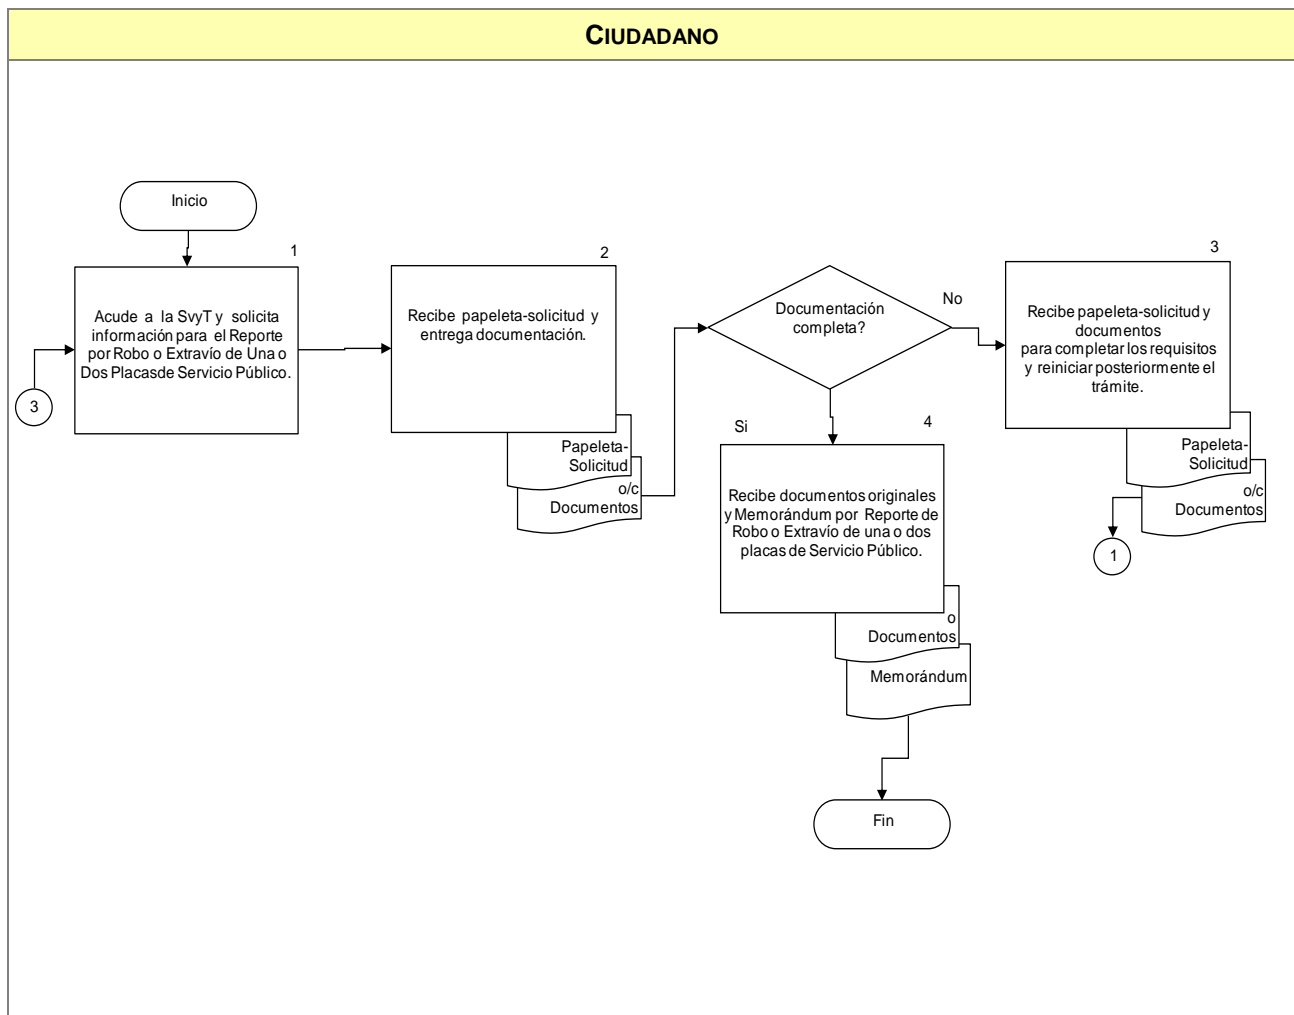 CIUDADANO
Inicio
1
Acude a la SvyT y solicita
información para el Reporte
por Robo o Extravío de Una o
Dos Placasde Servicio Público.
3
2
Recibe papeleta-solicitud y
entrega documentación.
Papeleta-
Solicitud
o/c
Documentos
Documentación
completa?
No
Si
4
Recibe documentos originales
y Memorándum por Reporte de
Robo o Extravío de una o dos
placas de Servicio Público.
o
Documentos
Memorándum
Fin
3
Recibe papeleta-solicitud y
documentos
para completar los requisitos
y reiniciar posteriormente el
trámite.
Papeleta-
Solicitud
o/c
Documentos
1